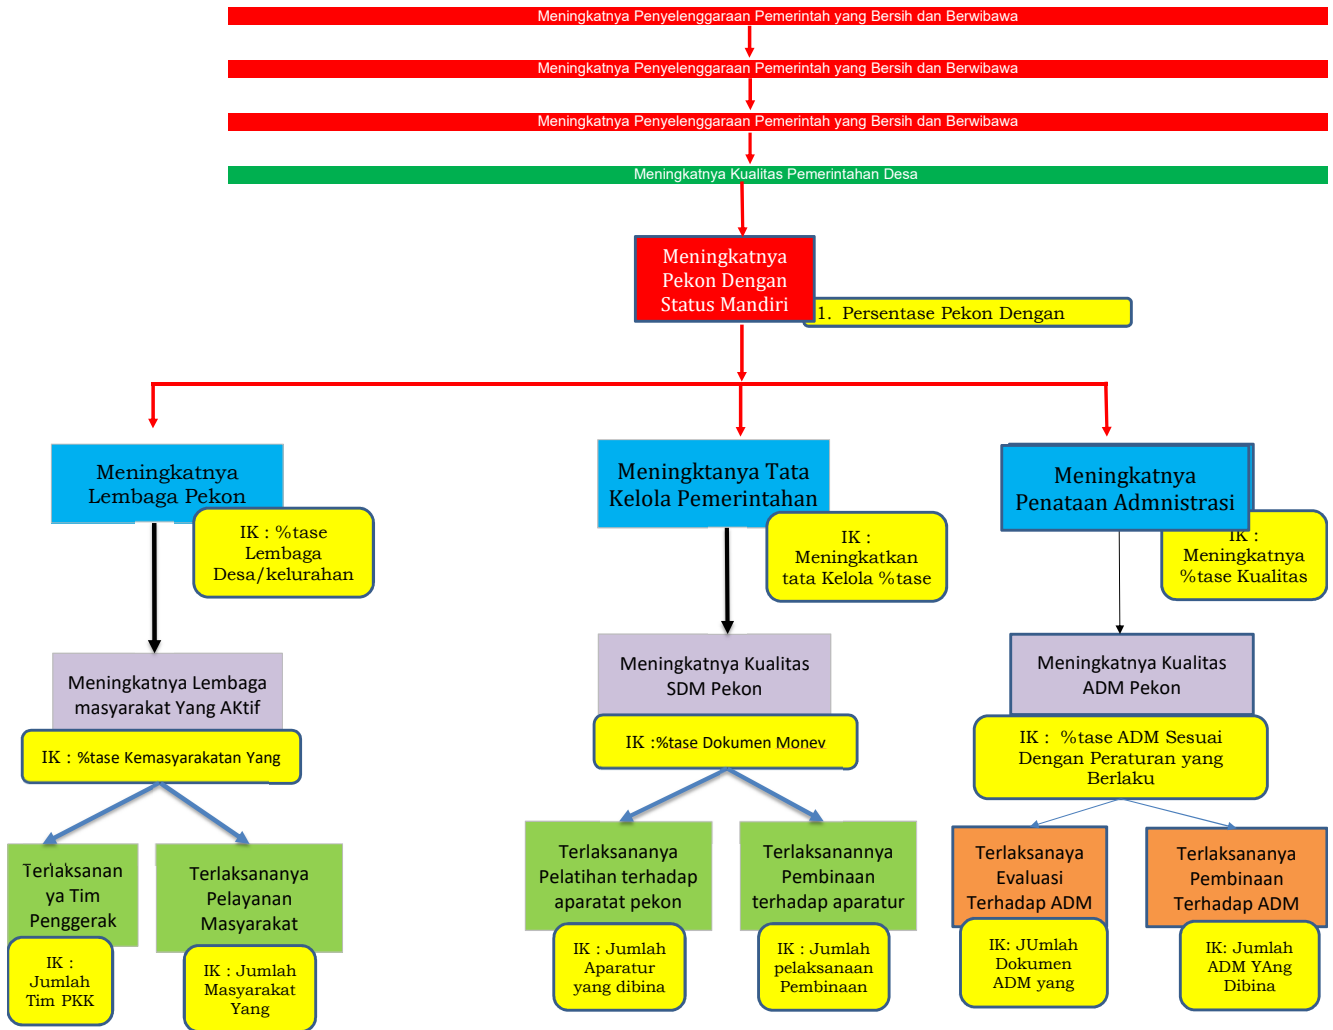 Meningkatnya Penyelenggaraan Pemerintah yang Bersih dan Berwibawa
Meningkatnya Penyelenggaraan Pemerintah yang Bersih dan Berwibawa
Meningkatnya Penyelenggaraan Pemerintah yang Bersih dan Berwibawa
Meningkatnya Kualitas Pemerintahan Desa
Meningkatnya
Pekon Dengan
Status Mandiri
1. Persentase Pekon Dengan
Meningkatnya
Lembaga Pekon
IK : %tase
Lembaga
Desa/kelurahan
Meningktanya Tata
Kelola Pemerintahan
IK :
Meningkatkan
tata Kelola %tase
Meningkatnya
Penataan Admnistrasi
IK :
Meningkatnya
%tase Kualitas
Meningkatnya Lembaga
masyarakat Yang AKtif
IK : %tase Kemasyarakatan Yang
Meningkatnya Kualitas
SDM Pekon
IK :%tase Dokumen Monev
Meningkatnya Kualitas
ADM Pekon
IK : %tase ADM Sesuai
Dengan Peraturan yang
Berlaku
Terlaksanan
ya Tim
Penggerak
IK :
Jumlah
Tim PKK
Terlaksananya
Pelayanan
Masyarakat
IK : Jumlah
Masyarakat
Yang
Terlaksananya
Pelatihan terhadap
aparatat pekon
IK : Jumlah
Aparatur
yang dibina
Terlaksanannya
Pembinaan
terhadap aparatur
IK : Jumlah
pelaksanaan
Pembinaan
Terlaksanaya
Evaluasi
Terhadap ADM
IK: JUmlah
Dokumen
ADM yang
Terlaksananya
Pembinaan
Terhadap ADM
IK: Jumlah
ADM YAng
Dibina